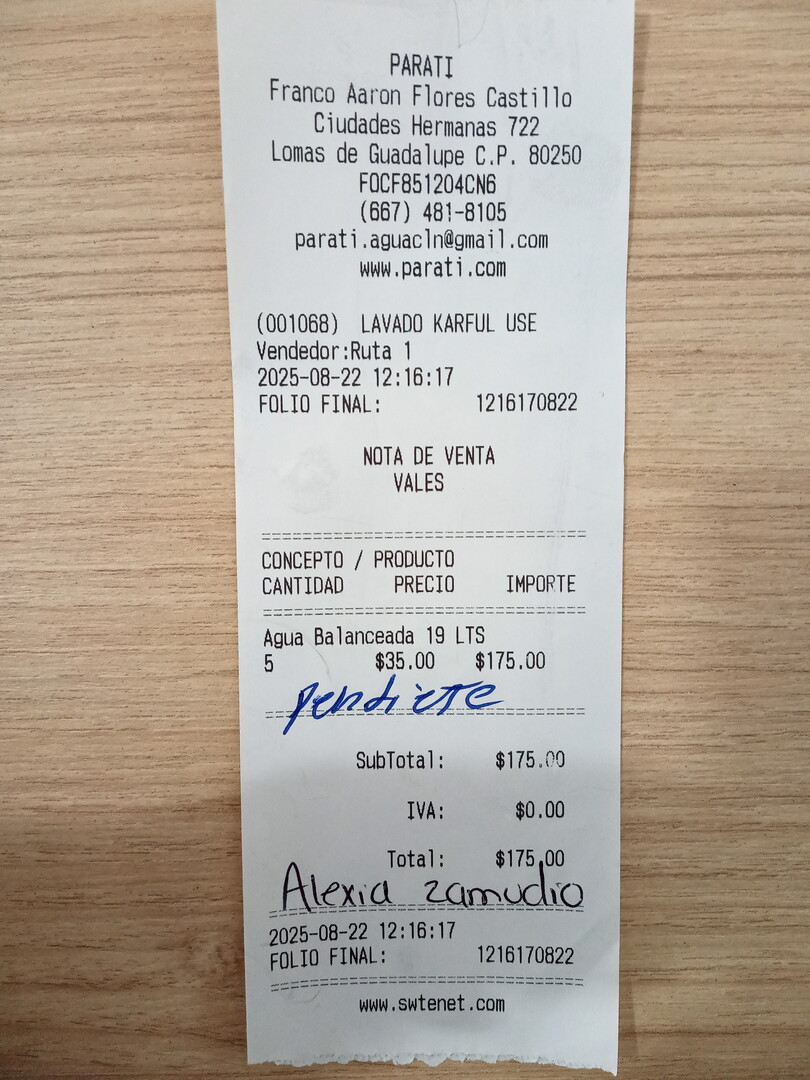 PARATI
Franco Aaron Flores Castillo
Ciudades Hermanas 722
Lomas de Guadalupe C.P. 80250
FOCF851204CN6
(667) 481-8105
parati.aguacln@gmail.com
www.parati.com
(001068) LAVADO KARFUL USE
Vendedor:Ruta 1
2025-08-22 12:16:17
FOLIO FINAL: 1216170822
NOTA DE VENTA
VALES
CONCEPTO / PRODUCTO
CANTIDAD PRECIO IMPORTE
Agua Balanceada 19 LTS
5 $35.00 $175.00
pendiete
SubTotal: $175.00
IVA: $0.00
Total: $175.00
Alexia zamudio
2025-08-22 12:16:17
FOLIO FINAL: 1216170822
www.swtenet.com